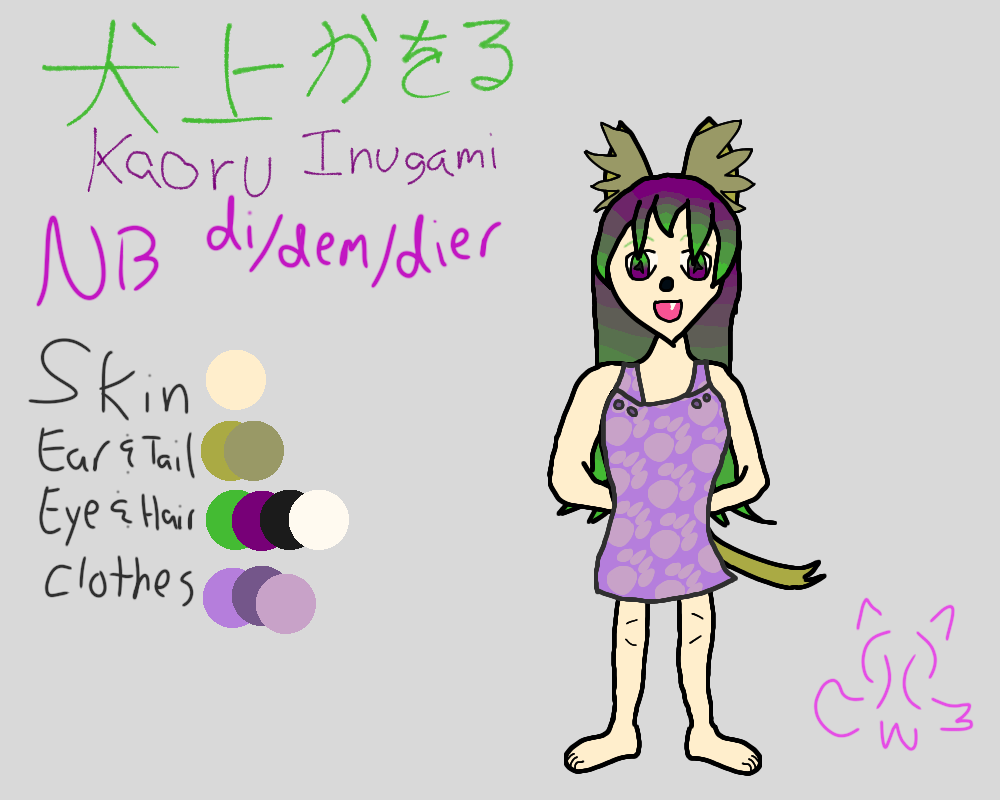 犬上かをる
Kaoru Inugami
NB di/dem/dier
Skin
Ear & Tail
Eye & Hair
Clothes